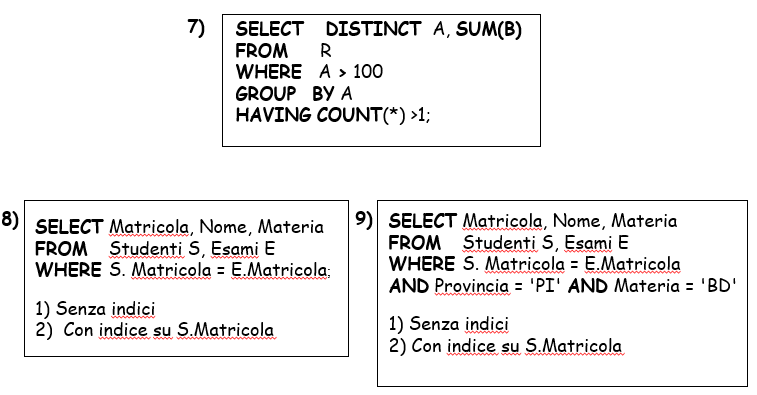 7)
SELECT DISTINCT A, SUM(B)
FROM R
WHERE A > 100
GROUP BY A
HAVING COUNT(*) >1;
8)
SELECT Matricola, Nome, Materia
FROM Studenti S, Esami E
WHERE S. Matricola = E.Matricola;
1) Senza indici
2) Con indice su S.Matricola
9)
SELECT Matricola, Nome, Materia
FROM Studenti S, Esami E
WHERE S. Matricola = E.Matricola
AND Provincia = 'PI' AND Materia = 'BD'
1) Senza indici
2) Con indice su S.Matricola